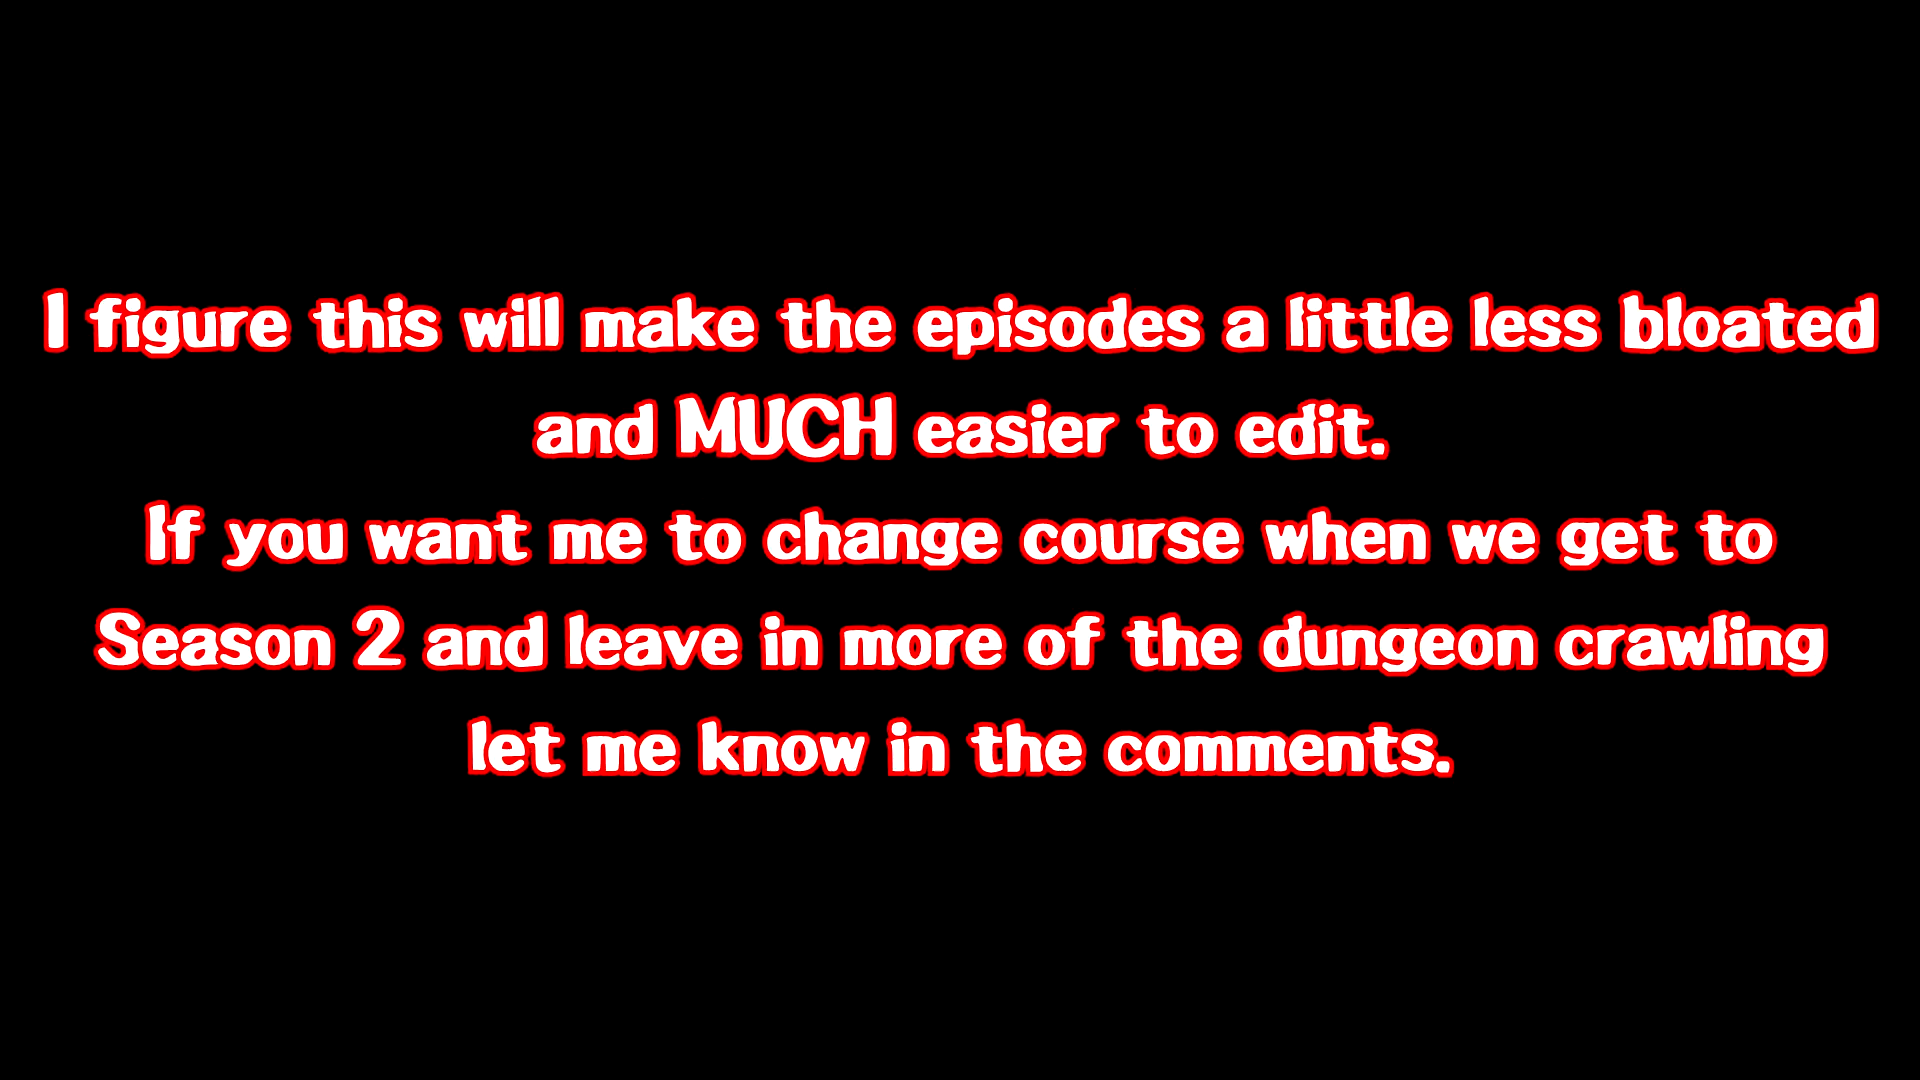 I figure this will make the episodes a little less bloated
and MUCH easier to edit.
If you want me to change course when we get to
Season 2 and leave in more of the dungeon crawling
let me know in the comments.